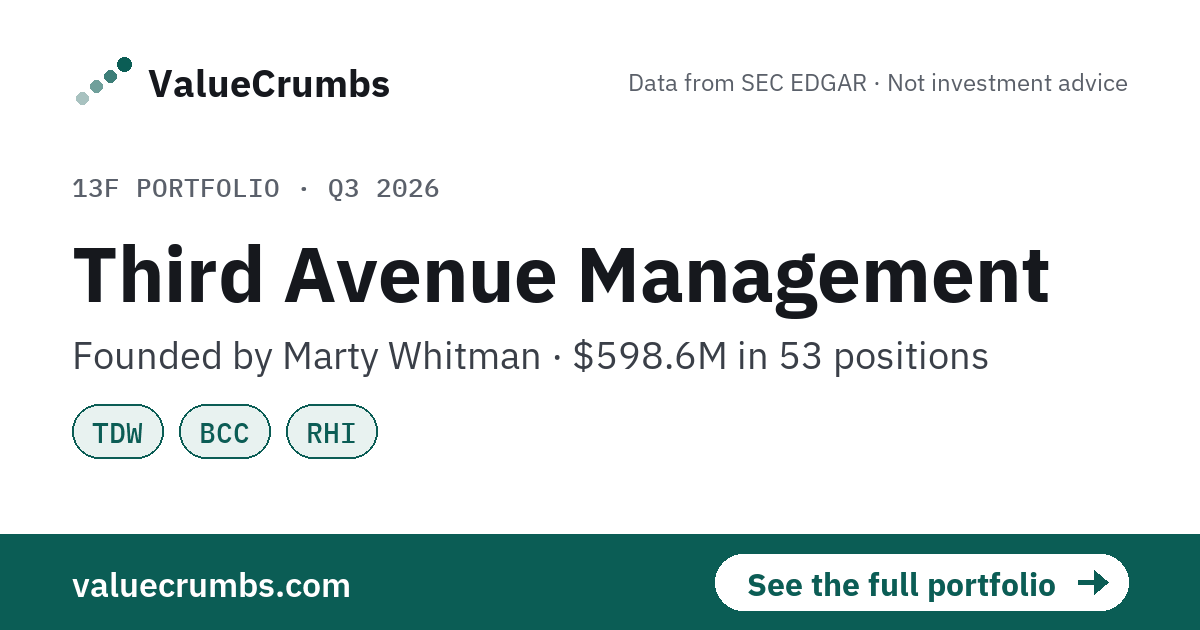 ValueCrumbs
Data from SEC EDGAR · Not investment advice
13F PORTFOLIO · Q3 2026
Third Avenue Management
Founded by Marty Whitman · $598.6M in 53 positions
TDW BCC RHI
valuecrumbs.com
See the full portfolio →